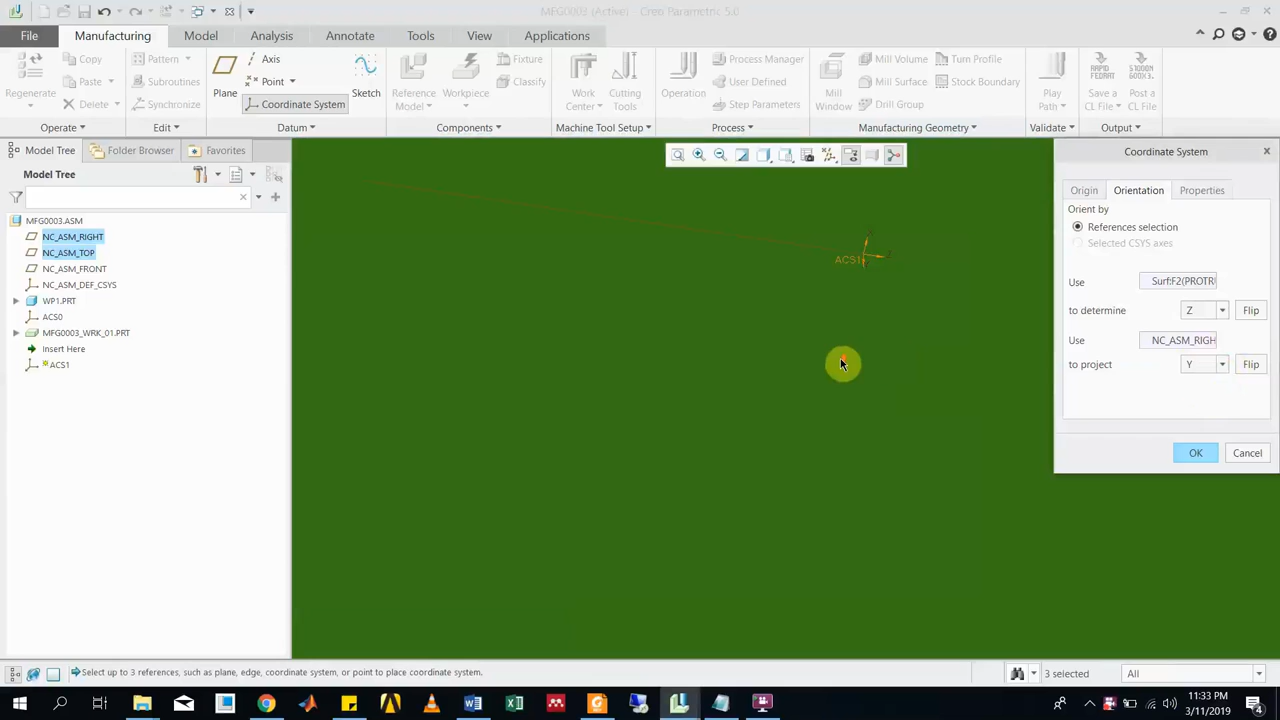 MFG0003 (Active) - Creo Parametric 5.0
File
Manufacturing
Model
Analysis
Annotate
Tools
View
Applications
Regenerate
Copy
Paste
Delete
Operate
Pattern
Subroutines
Synchronize
Edit
Plane
Axis
Point
Coordinate System
Sketch
Datum
Reference Model
Workpiece
Fixture
Classify
Components
Work Center
Cutting Tools
Machine Tool Setup
Operation
Process Manager
User Defined
Step Parameters
Process
Mill Window
Mill Volume
Mill Surface
Drill Group
Turn Profile
Stock Boundary
Manufacturing Geometry
Play Path
Validate
Save a CL File
Post a CL File
Output
Model Tree
Folder Browser
Favorites
Model Tree
MFG0003.ASM
NC_ASM_RIGHT
NC_ASM_TOP
NC_ASM_FRONT
NC_ASM_DEF_CSYS
WP1.PRT
ACS0
MFG0003_WRK_01.PRT
Insert Here
ACS1
ACS1
Coordinate System
Origin
Orientation
Properties
Orient by
References selection
Selected CSYS axes
Use
Surf:F2(PROTRI
to determine
Z
Flip
Use
NC_ASM_RIGH
to project
Y
Flip
OK
Cancel
Select up to 3 references, such as plane, edge, coordinate system, or point to place coordinate system.
3 selected
All
11:33 PM
3/11/2019